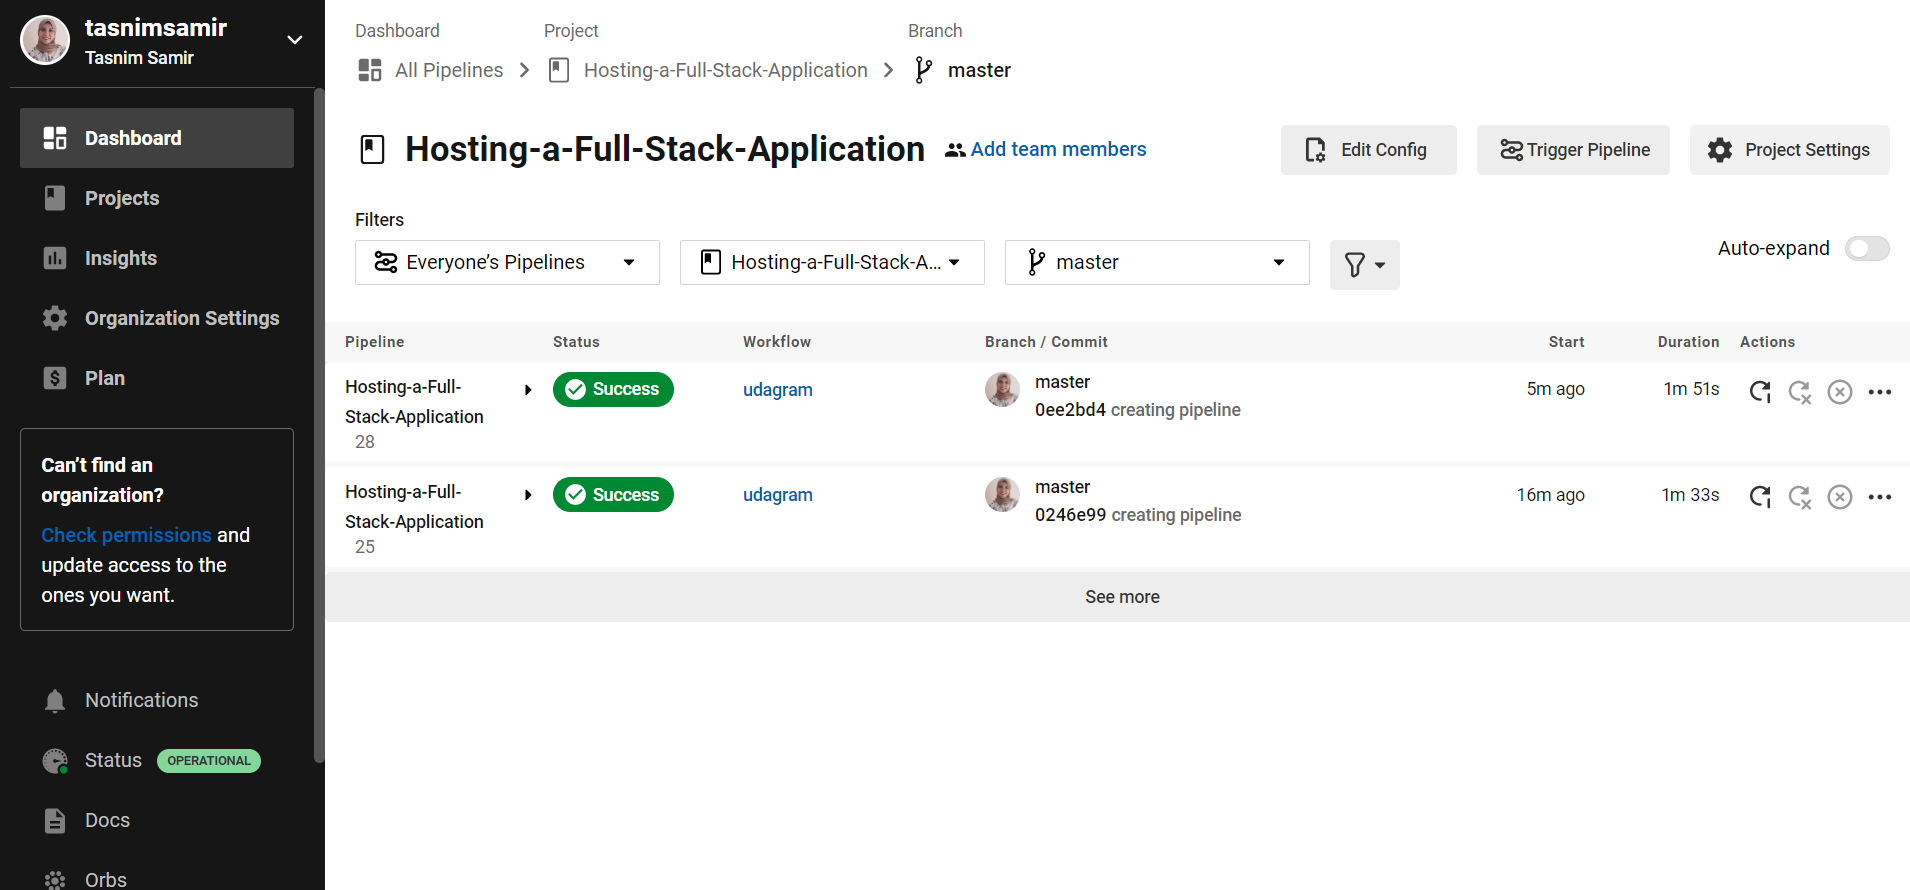 tasnimsamir
Tasnim Samir
Dashboard
Projects
Insights
Organization Settings
Plan
Can’t find an
organization?
Check permissions and
update access to the
ones you want.
Notifications
Status OPERATIONAL
Docs
Orbs
Dashboard Project Branch
All Pipelines Hosting-a-Full-Stack-Application master
Hosting-a-Full-Stack-Application Add team members Edit Config Trigger Pipeline Project Settings
Filters
Everyone’s Pipelines Hosting-a-Full-Stack-A... master Auto-expand
Pipeline Status Workflow Branch / Commit Start Duration Actions
Hosting-a-Full- Success udagram master 5m ago 1m 51s
Stack-Application 0ee2bd4 creating pipeline
28
Hosting-a-Full- Success udagram master 16m ago 1m 33s
Stack-Application 0246e99 creating pipeline
25
See more